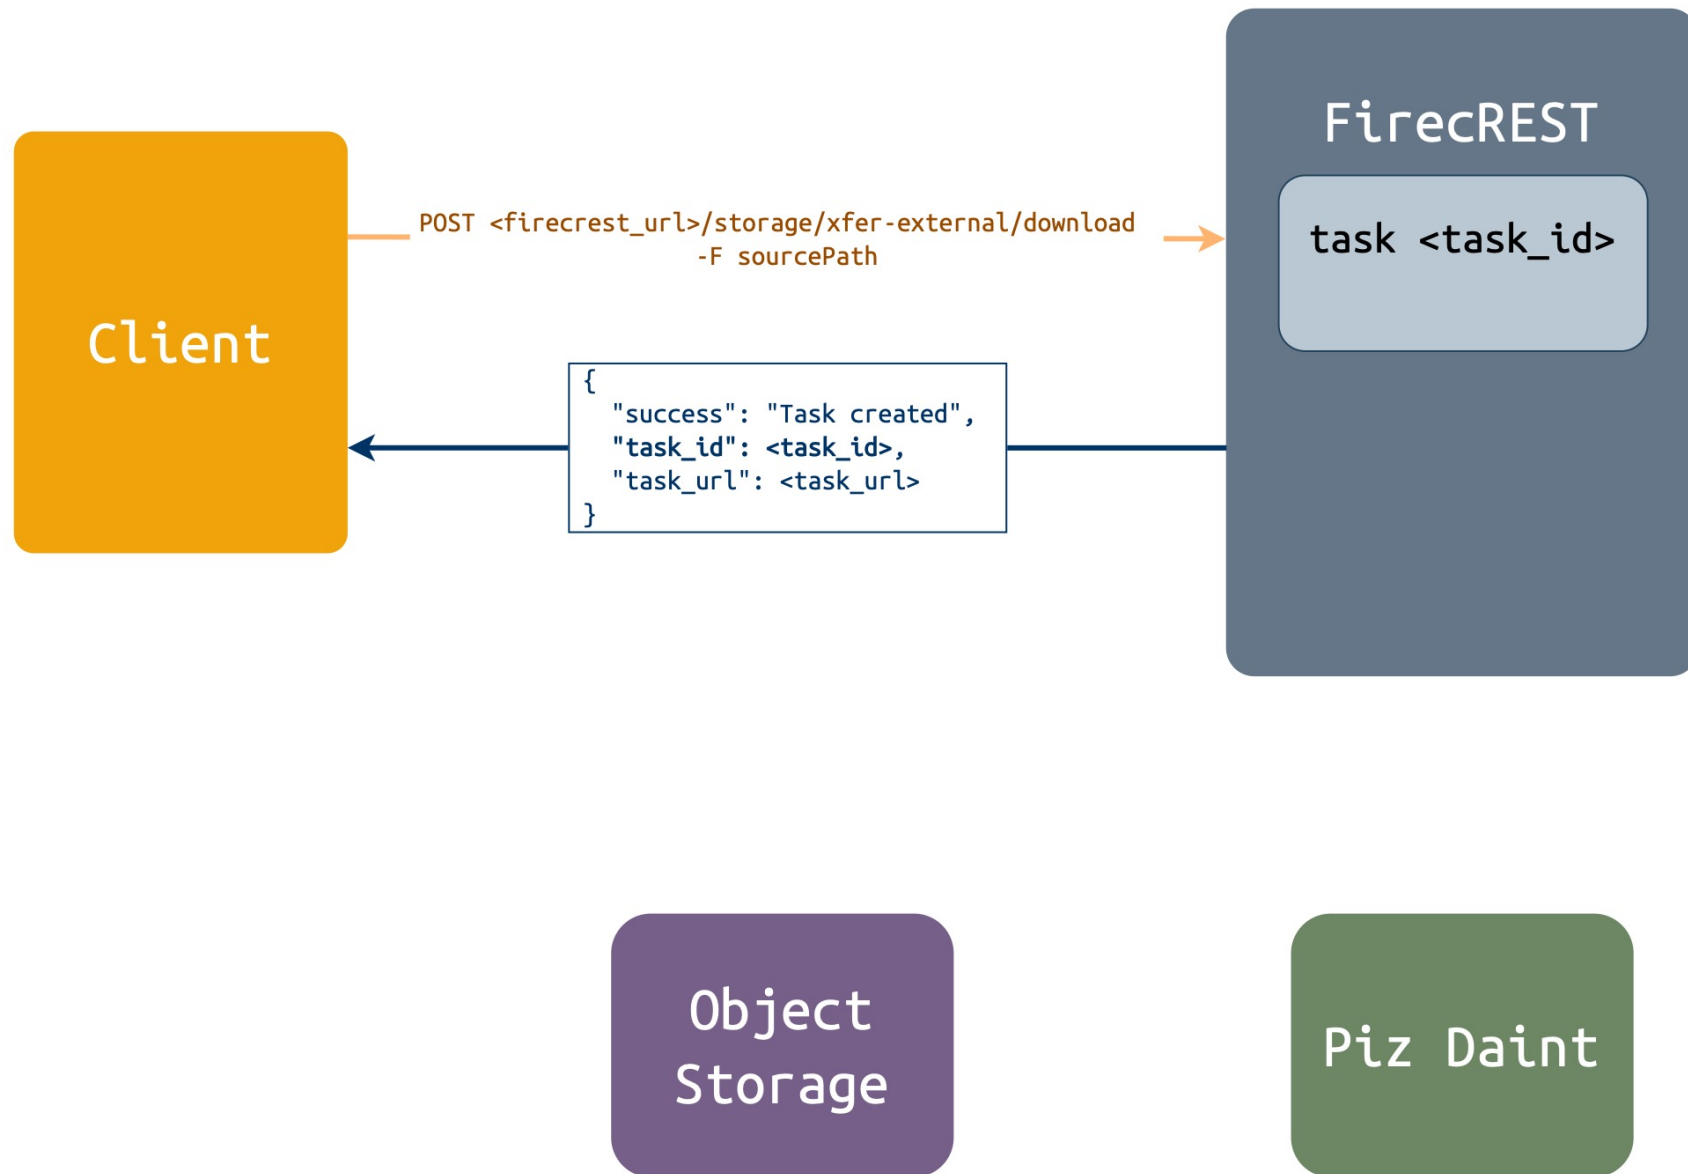 FirecREST
task <task_id>
POST <firecrest_url>/storage/xfer-external/download
-F sourcePath
Client
{
"success": "Task created",
"task_id": <task_id>,
"task_url": <task_url>
}
Object
Storage
Piz Daint